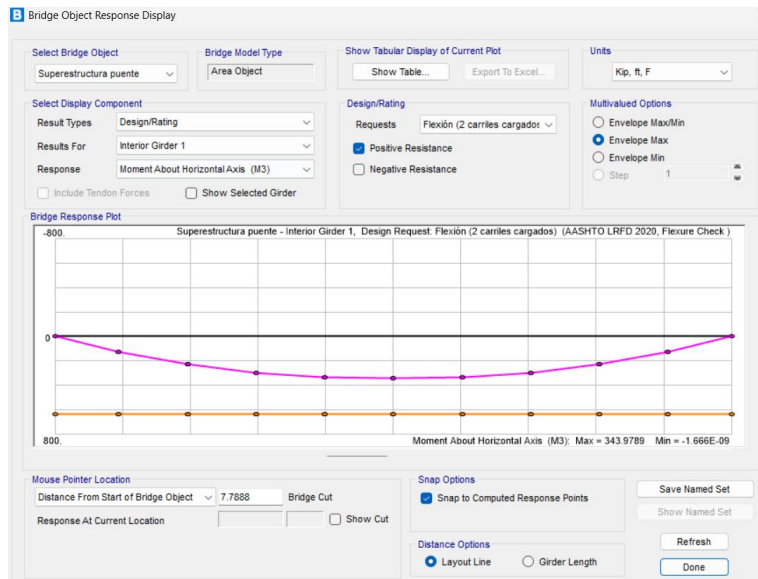 B Bridge Object Response Display
Select Bridge Object
Superestructura puente
Bridge Model Type
Area Object
Show Tabular Display of Current Plot
Show Table...
Export To Excel...
Units
Kip, ft, F
Select Display Component
Result Types Design/Rating
Results For Interior Girder 1
Response Moment About Horizontal Axis (M3)
Include Tendon Forces Show Selected Girder
Design/Rating
Requests Flexión (2 carriles cargados
Positive Resistance
Negative Resistance
Multivalued Options
Envelope Max/Min
Envelope Max
Envelope Min
Step 1
Bridge Response Plot
-800. Superestructura puente - Interior Girder 1, Design Request: Flexión (2 carriles cargados) (AASHTO LRFD 2020, Flexure Check )
0
800. Moment About Horizontal Axis (M3): Max = 343.9789 Min = -1.666E-09
Mouse Pointer Location
Distance From Start of Bridge Object 7.7888 Bridge Cut
Response At Current Location Show Cut
Snap Options
Snap to Computed Response Points
Distance Options
Layout Line Girder Length
Save Named Set
Show Named Set
Refresh
Done